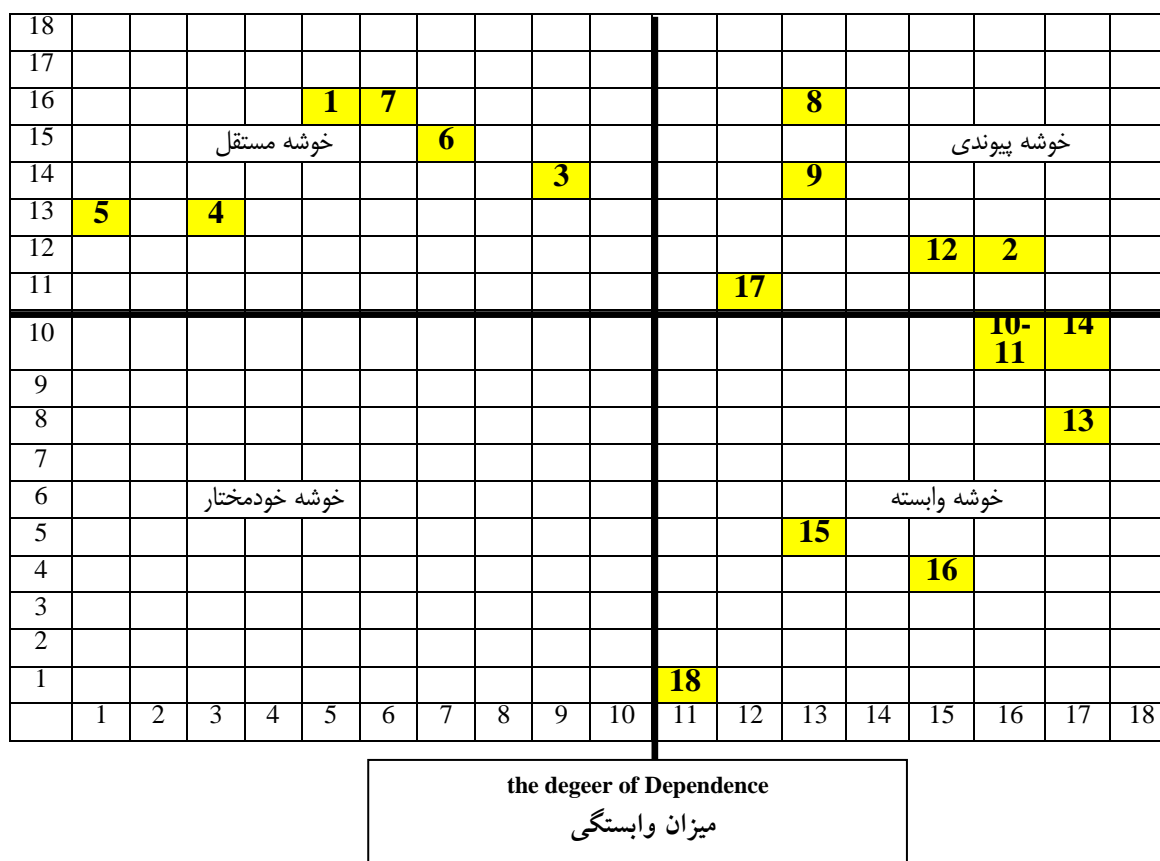 18
17
16 1 7 8
15 خوشه مستقل 6 خوشه پیوندی
14 3 9
13 5 4
12 12 2
11 17
10 10-11 14
9
8 13
7
6 خوشه خودمختار خوشه وابسته
5 15
4 16
3
2
1 18
1 2 3 4 5 6 7 8 9 10 11 12 13 14 15 16 17 18
the degeer of Dependence
میزان وابستگی